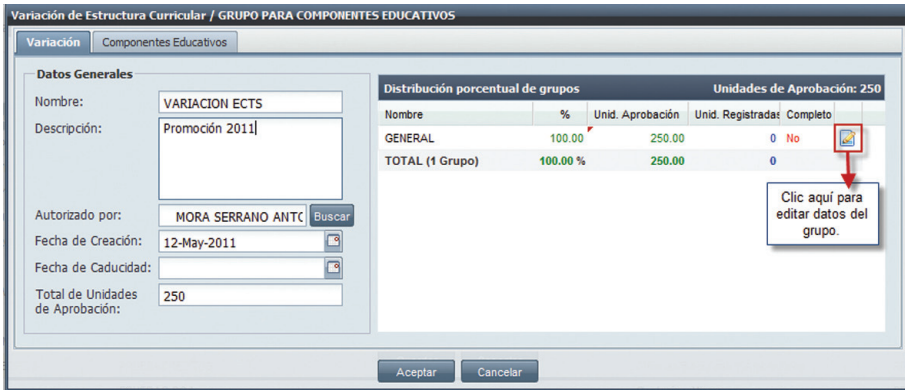 Variación de Estructura Curricular / GRUPO PARA COMPONENTES EDUCATIVOS
Variación Componentes Educativos
Datos Generales
Nombre: VARIACION ECTS
Descripción: Promoción 2011
Autorizado por: MORA SERRANO ANTO Buscar
Fecha de Creación: 12-May-2011
Fecha de Caducidad:
Total de Unidades
de Aprobación: 250
Distribución porcentual de grupos Unidades de Aprobación: 250
Nombre % Unid. Aprobación Unid. Registradas Completo
GENERAL 100.00 250.00 0 No
TOTAL (1 Grupo) 100.00 % 250.00 0
Clic aquí para
editar datos del
grupo.
Aceptar Cancelar